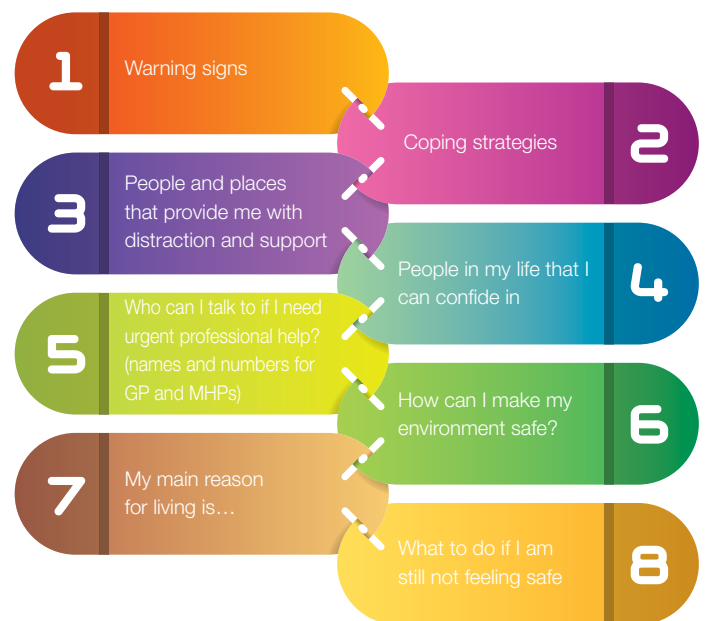 1
Warning signs
2
Coping strategies
3
People and places
that provide me with
distraction and support
4
People in my life that I
can confide in
5
Who can I talk to if I need
urgent professional help?
(names and numbers for
GP and MHPs)
6
How can I make my
environment safe?
7
My main reason
for living is…
8
What to do if I am
still not feeling safe